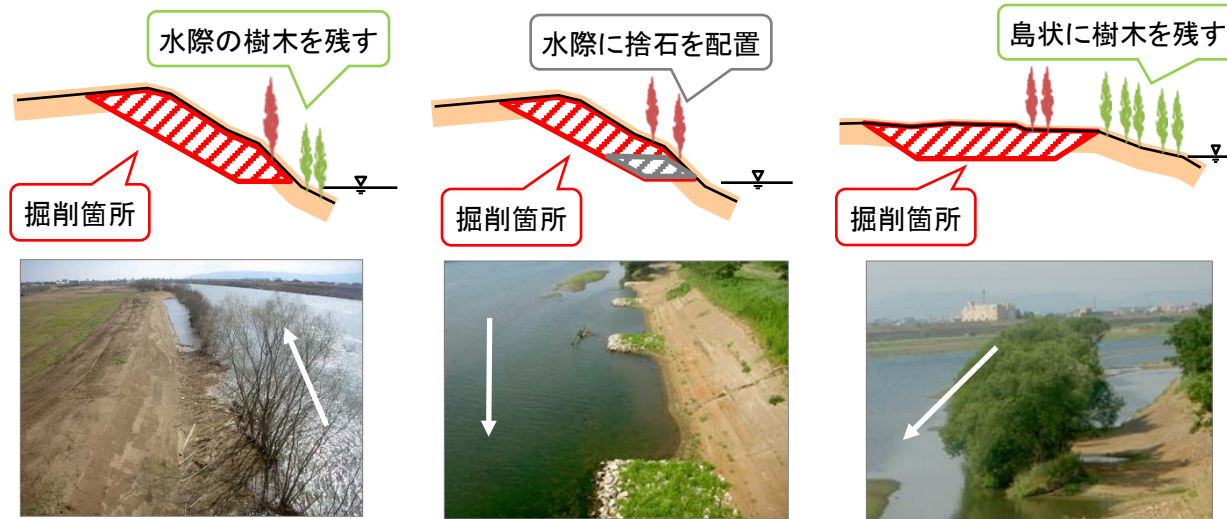 水際の樹木を残す
水際に捨石を配置
島状に樹木を残す
掘削箇所
掘削箇所
掘削箇所